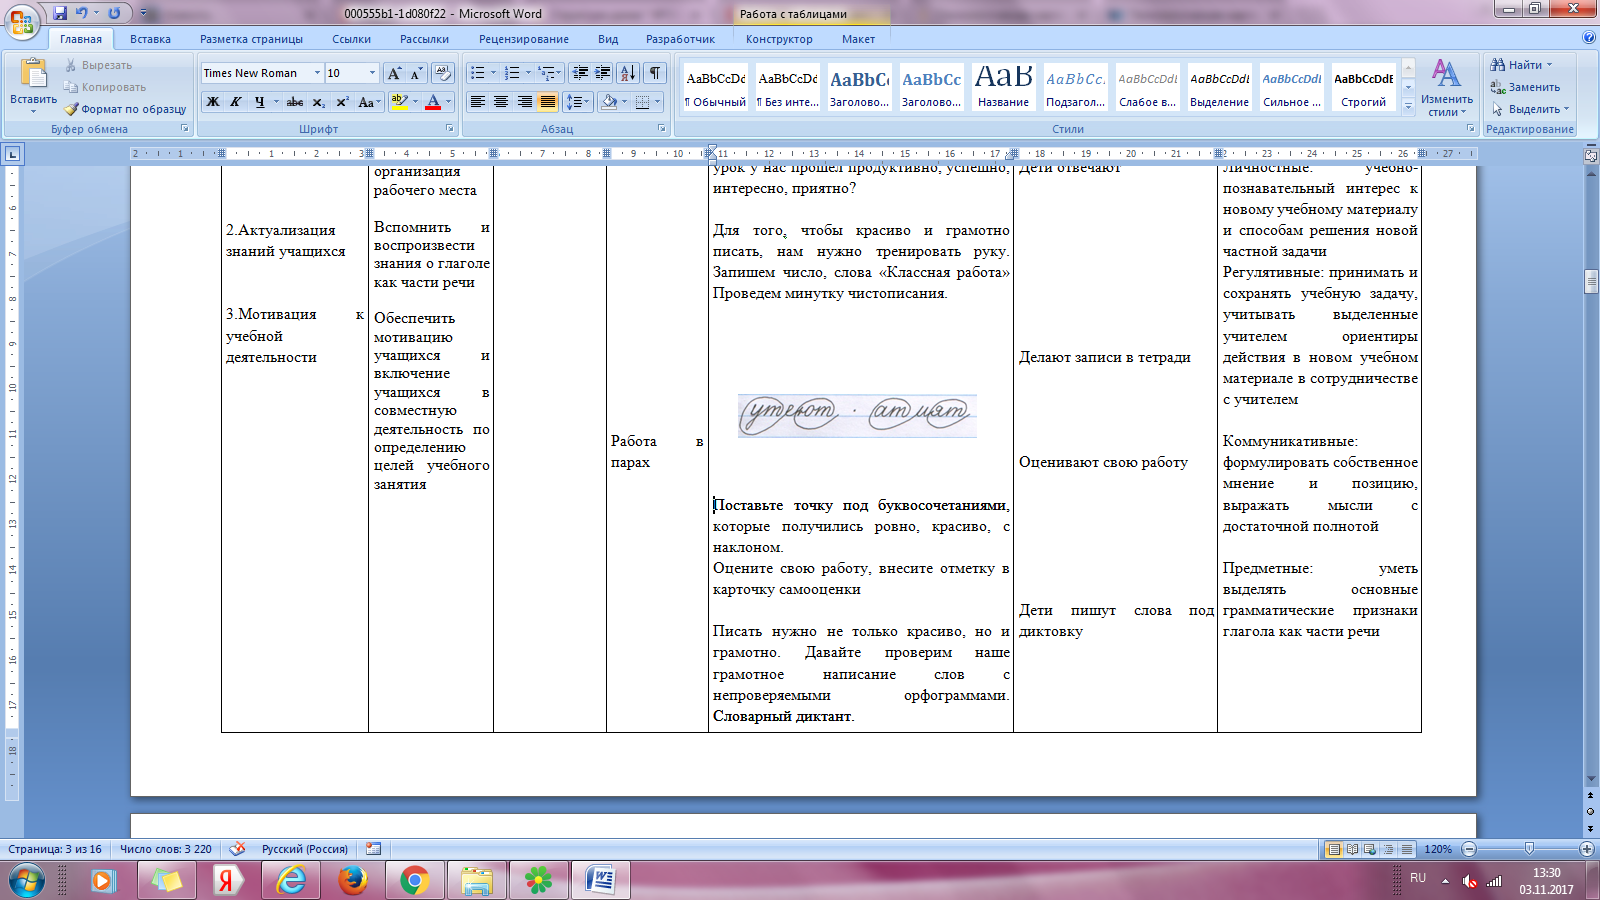 000555b1-1d080f22 - Microsoft Word
Работа с таблицами
Главная Вставка Разметка страницы Ссылки Рассылки Рецензирование Вид Разработчик Конструктор Макет
Вставить
Вырезать
Копировать
Формат по образцу
Буфер обмена
Times New Roman 10
Ж К Ч abc x₂ x² Aa
Шрифт
Абзац
AaBbCcDd AaBbCcDd AaBbCc AaBbCc AaB AaBbCc. AaBbCcDdE AaBbCcDdE AaBbCcDdE AaBbCcDdE
¶ Обычный ¶ Без инте... Заголово... Заголово... Название Подзагол... Слабое в... Выделение Сильное ... Строгий
Стили
Изменить стили
Найти
Заменить
Выделить
Редактирование
организация
рабочего места
2.Актуализация
знаний учащихся
Вспомнить и
воспроизвести
знания о глаголе
как части речи
3.Мотивация к
учебной
деятельности
Обеспечить
мотивацию
учащихся и
включение
учащихся в
совместную
деятельность по
определению
целей учебного
занятия
Работа в
парах
урок у нас прошел продуктивно, успешно,
интересно, приятно?
Для того, чтобы красиво и грамотно
писать, нам нужно тренировать руку.
Запишем число, слова «Классная работа»
Проведем минутку чистописания.
утеют · атият
Поставьте точку под буквосочетаниями,
которые получились ровно, красиво, с
наклоном.
Оцените свою работу, внесите отметку в
карточку самооценки
Писать нужно не только красиво, но и
грамотно. Давайте проверим наше
грамотное написание слов с
непроверяемыми орфограммами.
Словарный диктант.
Дети отвечают
Делают записи в тетради
Оценивают свою работу
Дети пишут слова под
диктовку
Личностные: учебно-
познавательный интерес к
новому учебному материалу
и способам решения новой
частной задачи
Регулятивные: принимать и
сохранять учебную задачу,
учитывать выделенные
учителем ориентиры
действия в новом учебном
материале в сотрудничестве
с учителем
Коммуникативные:
формулировать собственное
мнение и позицию,
выражать мысли с
достаточной полнотой
Предметные: уметь
выделять основные
грамматические признаки
глагола как части речи
Страница: 3 из 16 Число слов: 3 220 Русский (Россия) 120%
RU 13:30
03.11.2017